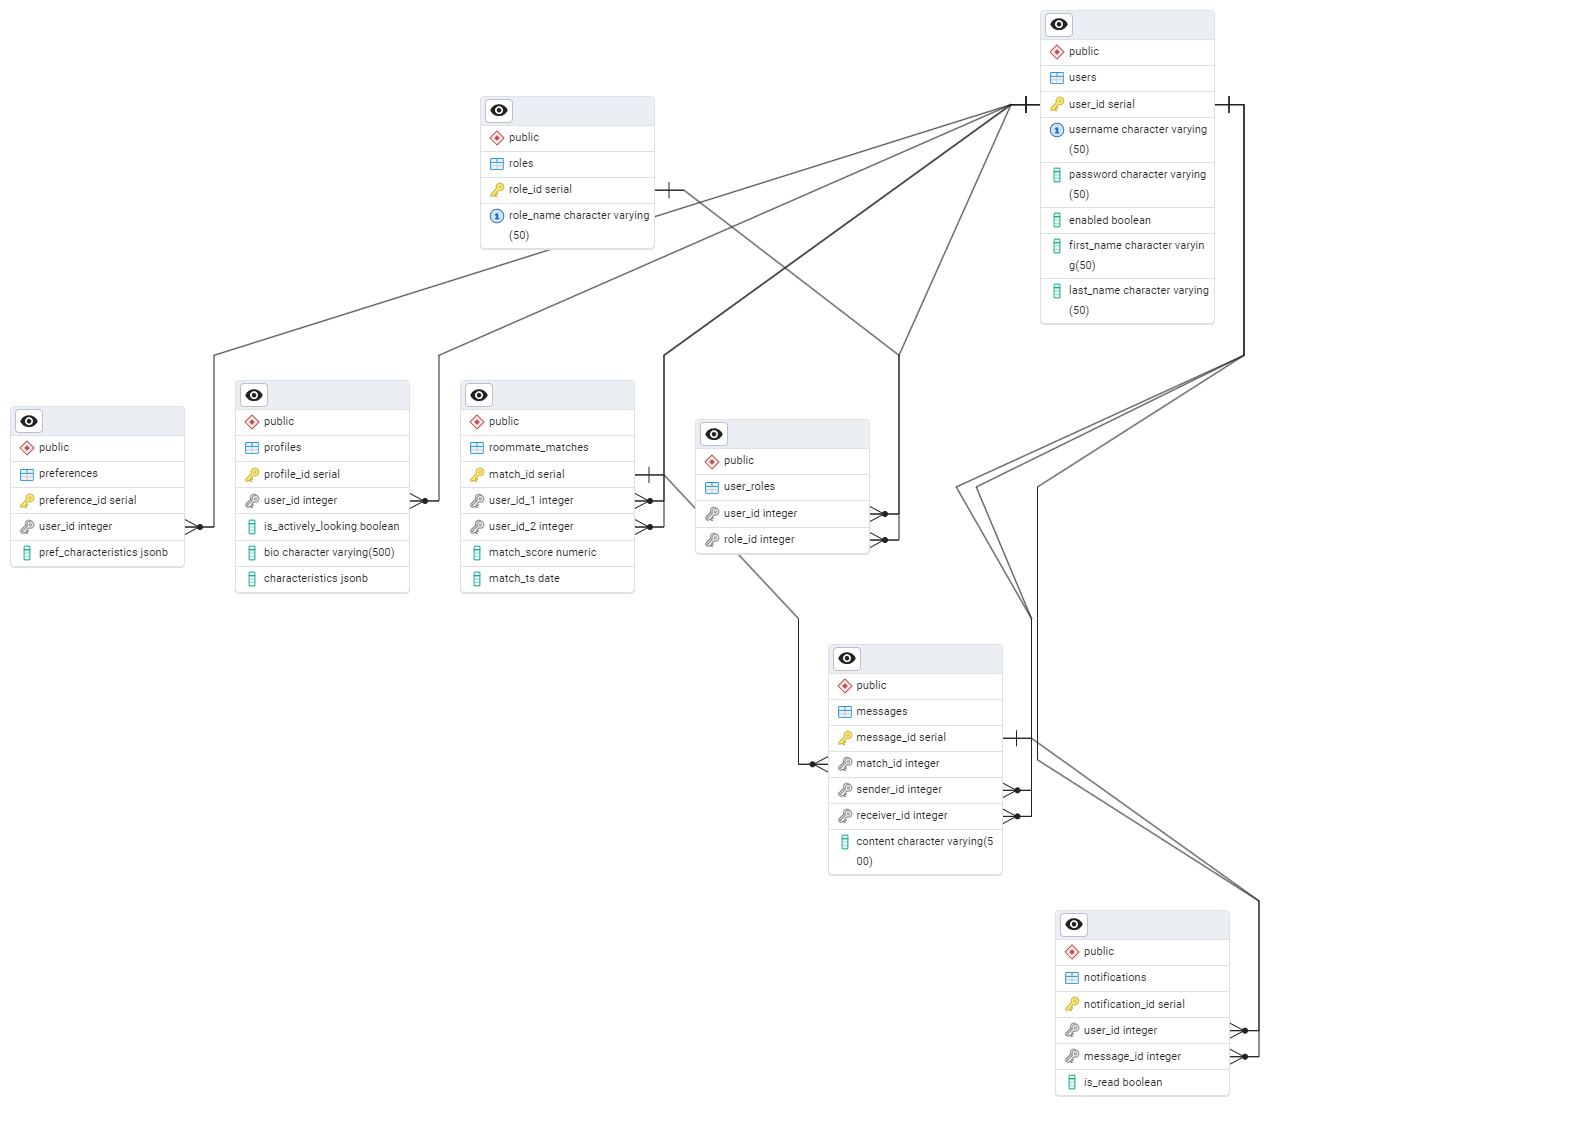 public
users
user_id serial
username character varying
(50)
password character varying
(50)
enabled boolean
first_name character varyin
g(50)
last_name character varying
(50)
public
roles
role_id serial
role_name character varying
(50)
public
preferences
preference_id serial
user_id integer
pref_characteristics jsonb
public
profiles
profile_id serial
user_id integer
is_actively_looking boolean
bio character varying(500)
characteristics jsonb
public
roommate_matches
match_id serial
user_id_1 integer
user_id_2 integer
match_score numeric
match_ts date
public
user_roles
user_id integer
role_id integer
public
messages
message_id serial
match_id integer
sender_id integer
receiver_id integer
content character varying(5
00)
public
notifications
notification_id serial
user_id integer
message_id integer
is_read boolean